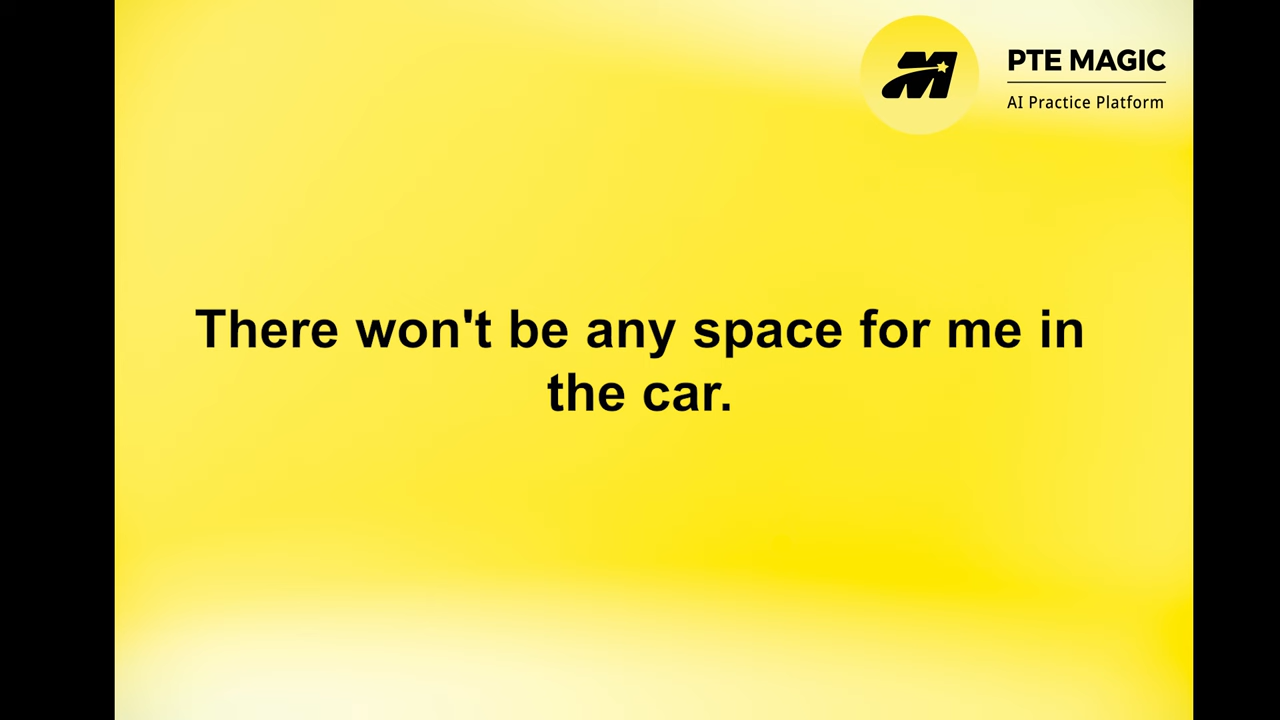 PTE MAGIC
AI Practice Platform
There won't be any space for me in
the car.